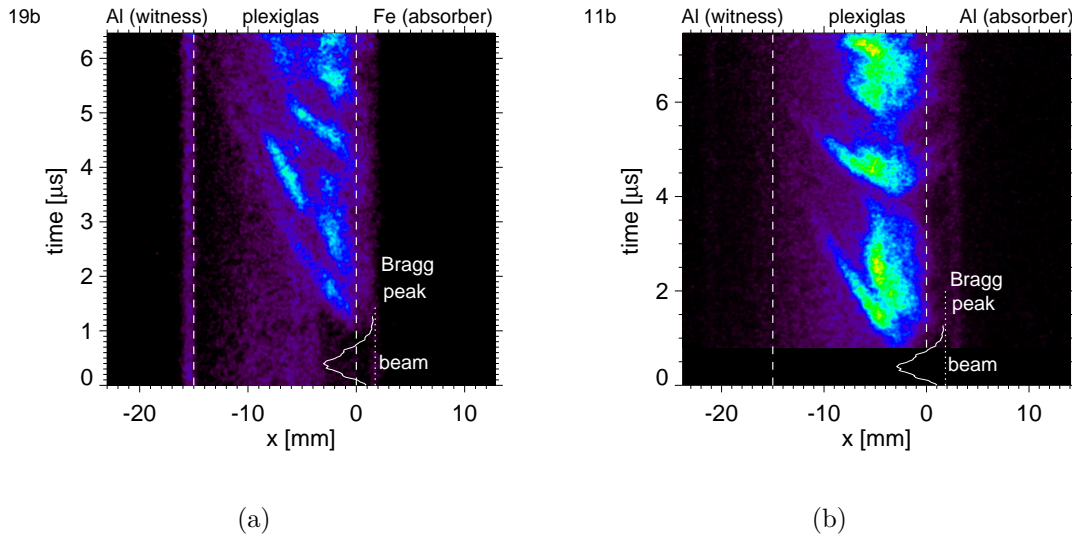 19b Al (witness) plexiglas Fe (absorber)
6
5
4
3
2
1
0
time [µs]
Bragg
peak
beam
-20 -10 0 10
x [mm]
(a)
11b Al (witness) plexiglas Al (absorber)
6
4
2
0
time [µs]
Bragg
peak
beam
-20 -10 0 10
x [mm]
(b)